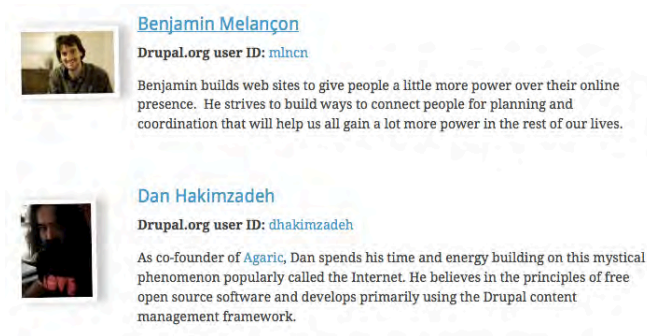 Benjamin Melançon
Drupal.org user ID: mlncn
Benjamin builds web sites to give people a little more power over their online
presence.  He strives to build ways to connect people for planning and
coordination that will help us all gain a lot more power in the rest of our lives.
Dan Hakimzadeh
Drupal.org user ID: dhakimzadeh
As co-founder of Agaric, Dan spends his time and energy building on this mystical
phenomenon popularly called the Internet. He believes in the principles of free
open source software and develops primarily using the Drupal content
management framework.